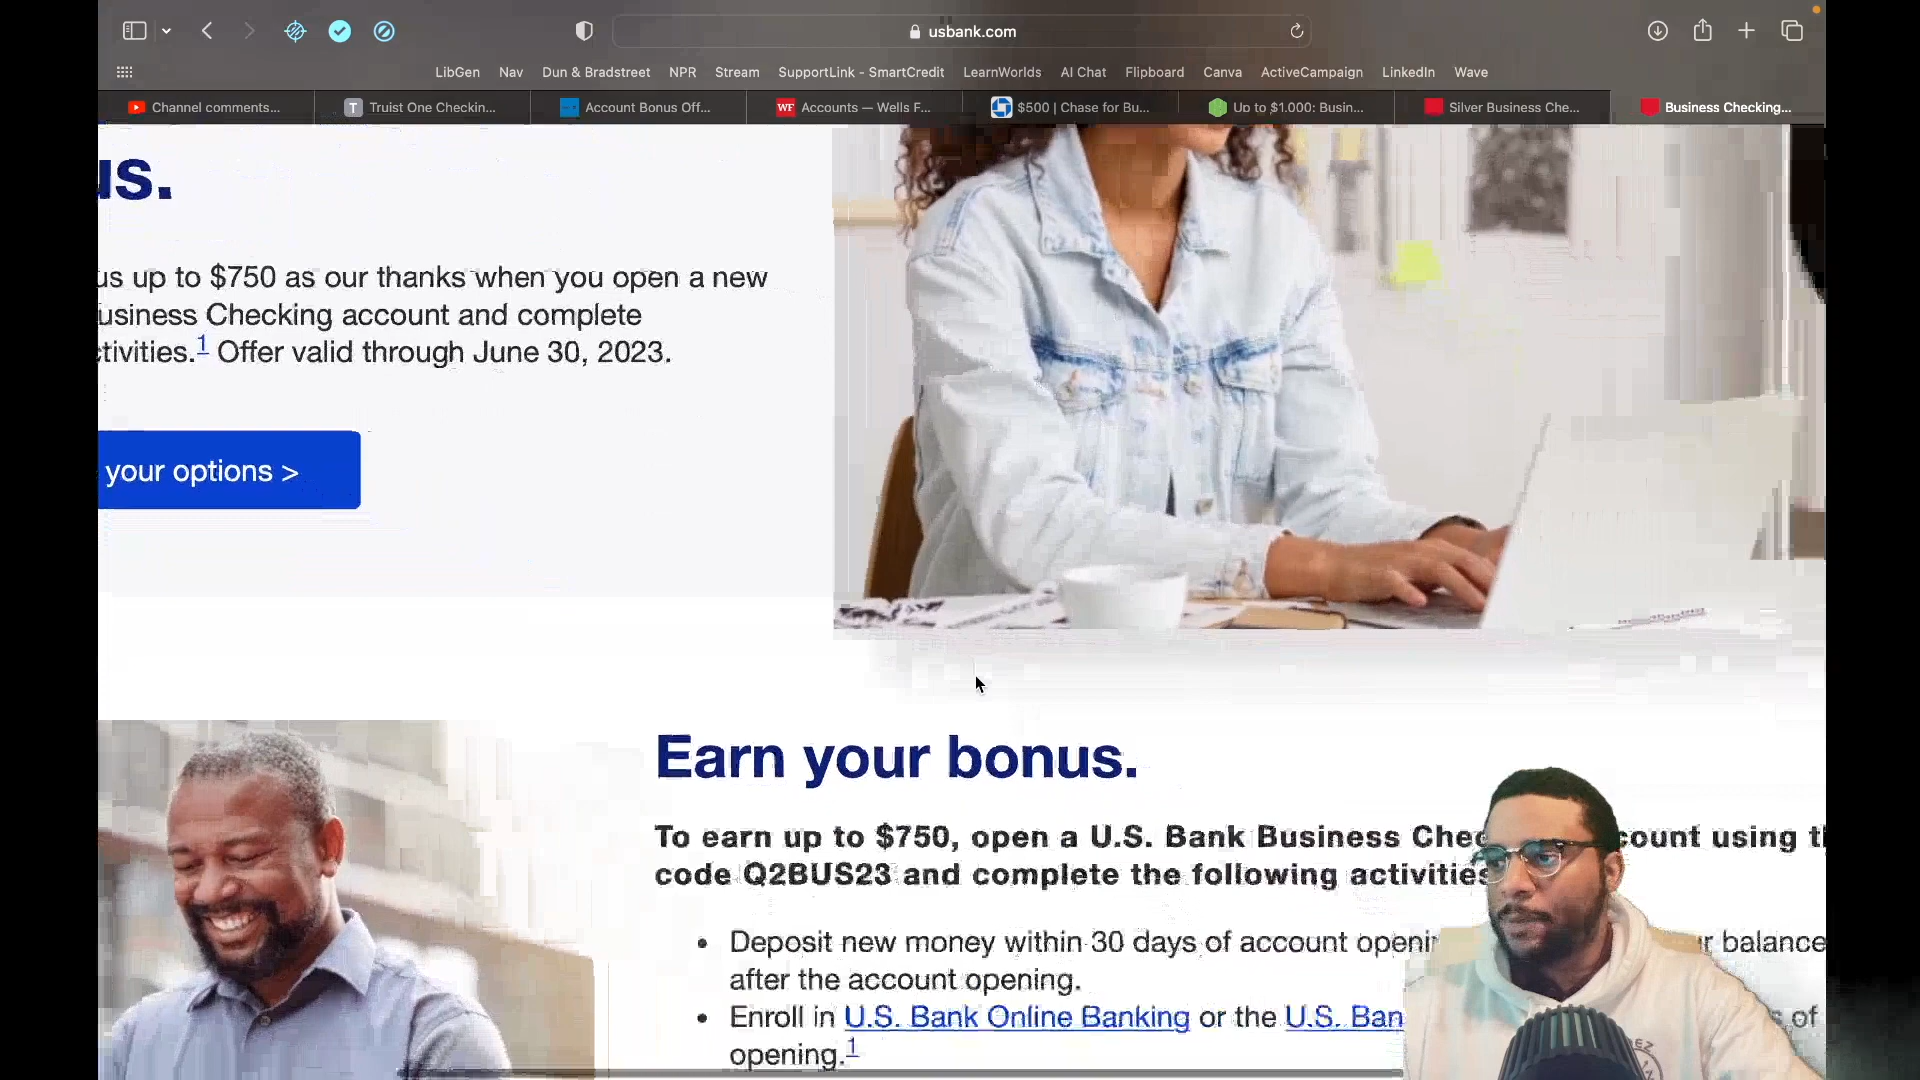 usbank.com
LibGen Nav Dun & Bradstreet NPR Stream SupportLink - SmartCredit LearnWorlds AI Chat Flipboard Canva ActiveCampaign LinkedIn Wave
Channel comments... T Truist One Checkin... Account Bonus Off... WF Accounts — Wells F... $500 | Chase for Bu... Up to $1,000: Busin... Silver Business Che... Business Checking...
us.
us up to $750 as our thanks when you open a new
usiness Checking account and complete
ctivities.1 Offer valid through June 30, 2023.
your options >
Earn your bonus.
To earn up to $750, open a U.S. Bank Business Chec count using t
code Q2BUS23 and complete the following activities
• Deposit new money within 30 days of account openi r balance
after the account opening.
• Enroll in U.S. Bank Online Banking or the U.S. Ban s of
opening.1